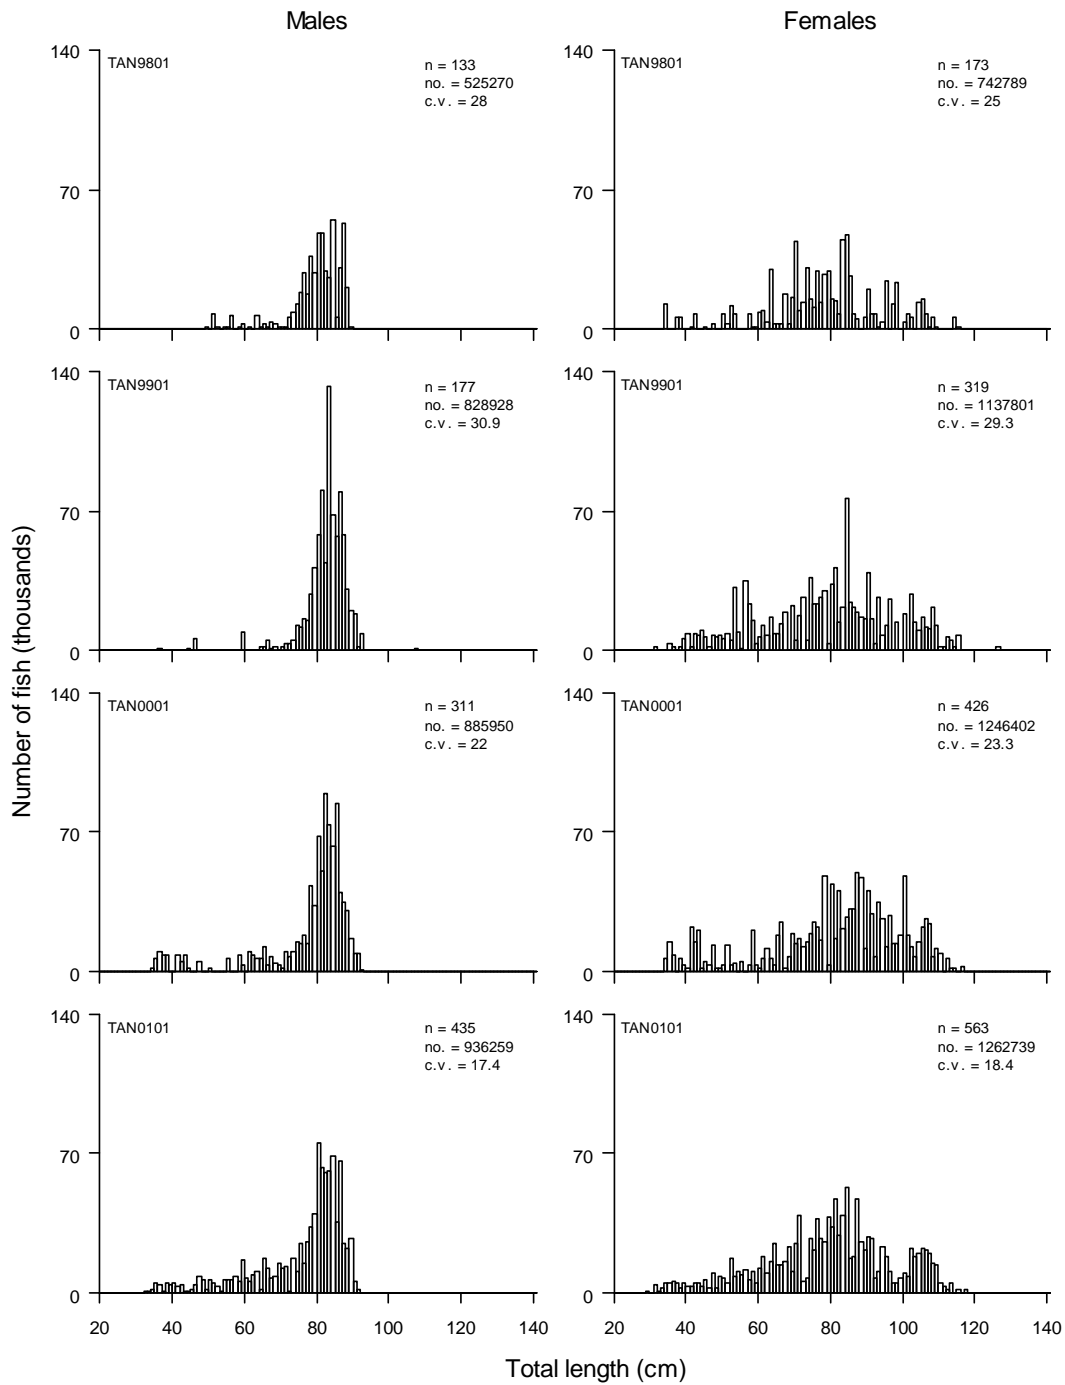 Males
Females
140
TAN9801
n = 133
no. = 525270
c.v. = 28
70
0
140
TAN9801
n = 173
no. = 742789
c.v. = 25
70
0
140
TAN9901
n = 177
no. = 828928
c.v. = 30.9
70
0
140
TAN9901
n = 319
no. = 1137801
c.v. = 29.3
70
0
Number of fish (thousands)
140
TAN0001
n = 311
no. = 885950
c.v. = 22
70
0
140
TAN0001
n = 426
no. = 1246402
c.v. = 23.3
70
0
140
TAN0101
n = 435
no. = 936259
c.v. = 17.4
70
0
20 40 60 80 100 120 140
140
TAN0101
n = 563
no. = 1262739
c.v. = 18.4
70
0
20 40 60 80 100 120 140
Total length (cm)